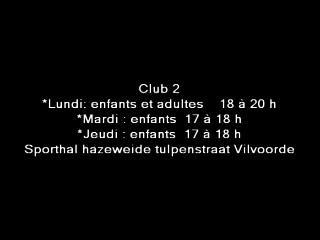 Club 2
*Lundi: enfants et adultes 18 à 20 h
*Mardi : enfants 17 à 18 h
*Jeudi : enfants 17 à 18 h
Sporthal hazeweide tulpenstraat Vilvoorde